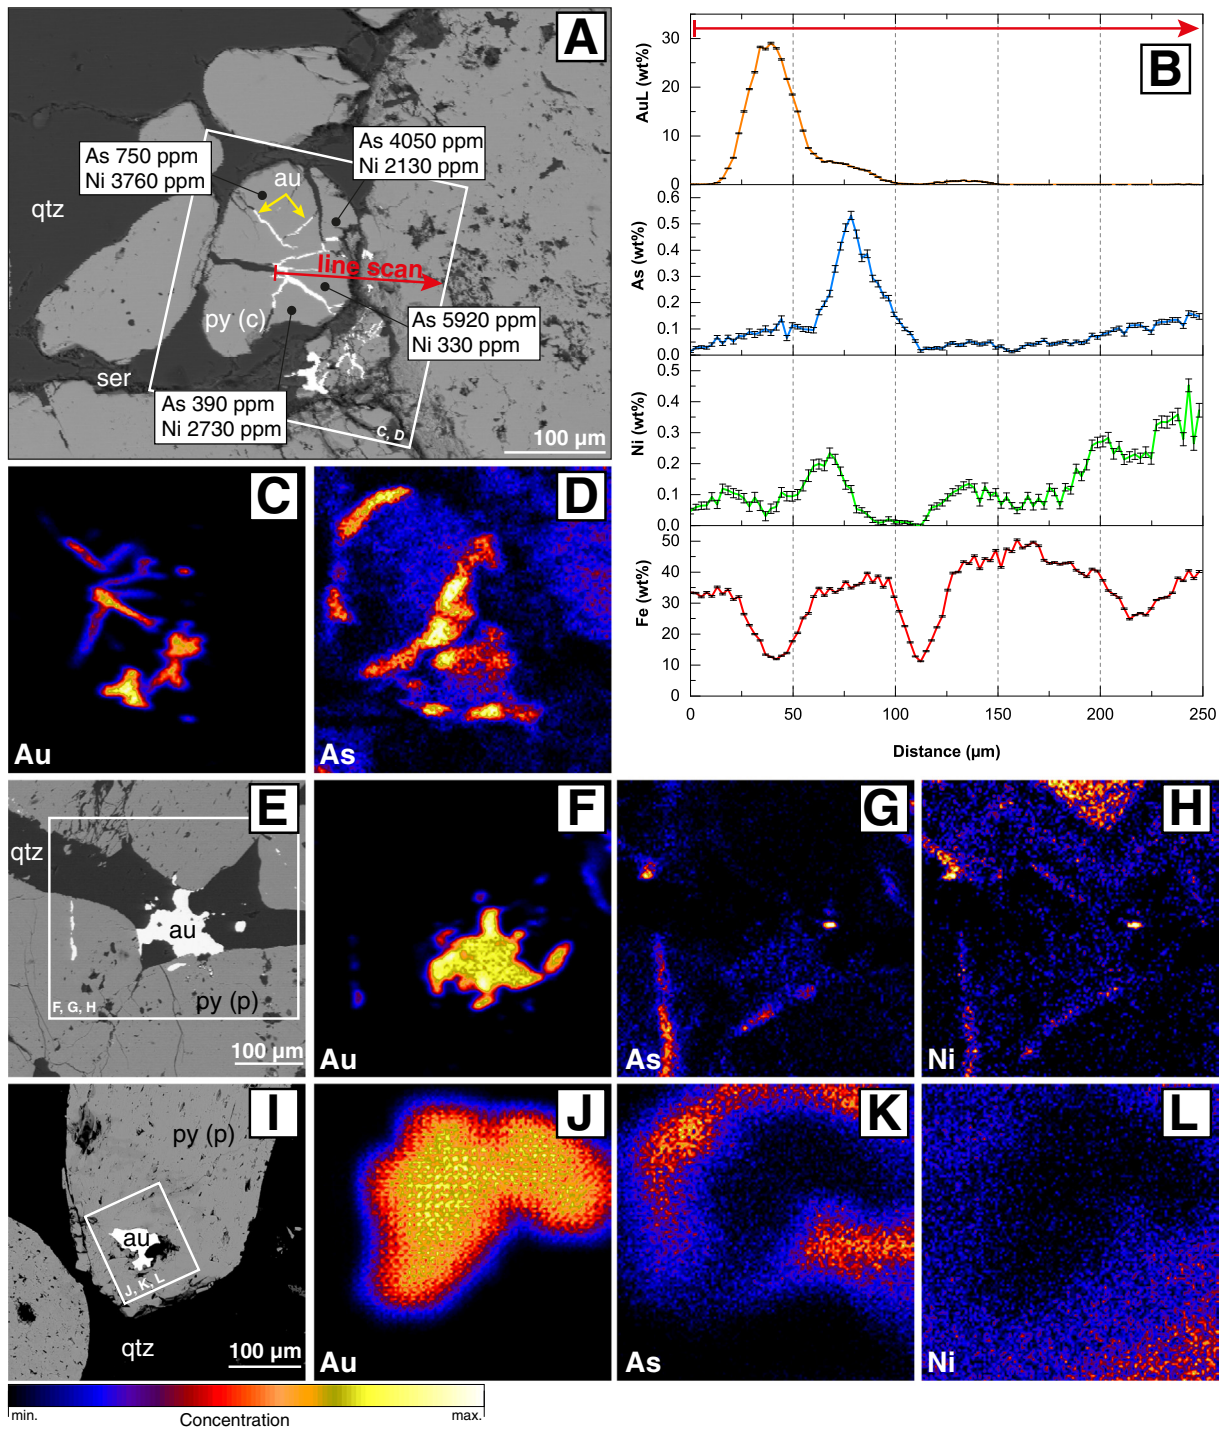 A
As 750 ppm
Ni 3760 ppm
As 4050 ppm
Ni 2130 ppm
au
qtz
line scan
py (c)
As 5920 ppm
Ni 330 ppm
ser
As 390 ppm
Ni 2730 ppm
C, D
100 µm
B
AuL (wt%)
30
20
10
0
As (wt%)
0.6
0.5
0.4
0.3
0.2
0.1
0.0
Ni (wt%)
0.5
0.4
0.3
0.2
0.1
0.0
Fe (wt%)
50
40
30
20
10
0
0 50 100 150 200 250
Distance (µm)
C
Au
D
As
E
qtz
au
py (p)
F, G, H
100 µm
F
Au
G
As
H
Ni
I
py (p)
au
J, K, L
qtz
100 µm
J
Au
K
As
L
Ni
min. Concentration max.